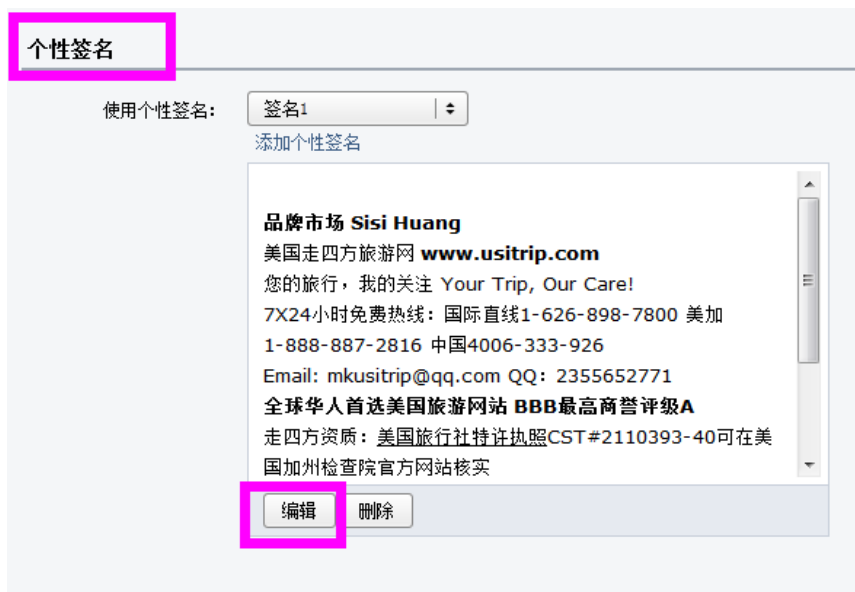 个性签名
使用个性签名：
签名1
添加个性签名
品牌市场 Sisi Huang
美国走四方旅游网 www.usitrip.com
您的旅行，我的关注 Your Trip, Our Care!
7X24小时免费热线：国际直线1-626-898-7800 美加
1-888-887-2816 中国4006-333-926
Email: mkusitrip@qq.com QQ：2355652771
全球华人首选美国旅游网站 BBB最高商誉评级A
走四方资质：美国旅行社特许执照CST#2110393-40可在美
国加州检查院官方网站核实
编辑 删除